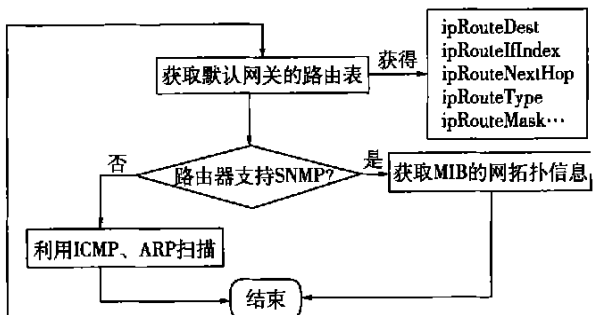 ipRouteDest
ipRouteIfIndex
ipRouteNextHop
ipRouteType
ipRouteMask…
获取默认网关的路由表
获得
路由器支持SNMP?
否
是
获取MIB的网拓扑信息
利用ICMP、ARP扫描
结束